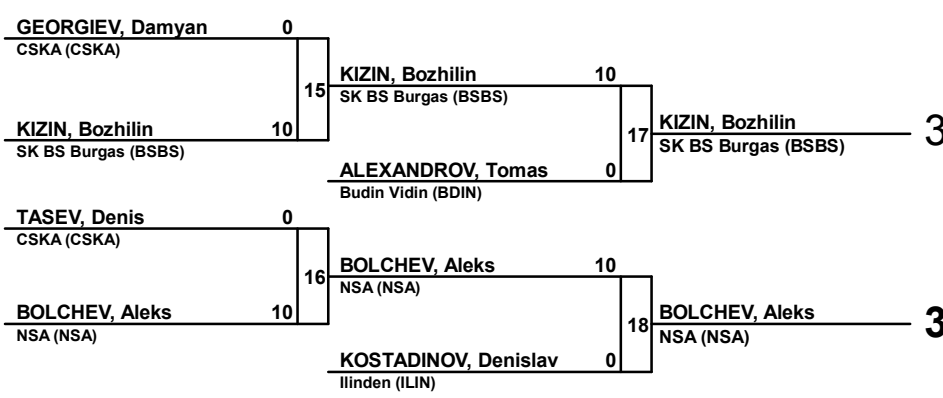 GEORGIEV, Damyan 0
CSKA (CSKA)
15
KIZIN, Bozhilin 10
SK BS Burgas (BSBS)
KIZIN, Bozhilin 10
SK BS Burgas (BSBS)
17
KIZIN, Bozhilin
SK BS Burgas (BSBS)
3
ALEXANDROV, Tomas 0
Budin Vidin (BDIN)
TASEV, Denis 0
CSKA (CSKA)
16
BOLCHEV, Aleks 10
NSA (NSA)
BOLCHEV, Aleks 10
NSA (NSA)
18
BOLCHEV, Aleks
NSA (NSA)
3
KOSTADINOV, Denislav 0
Ilinden (ILIN)